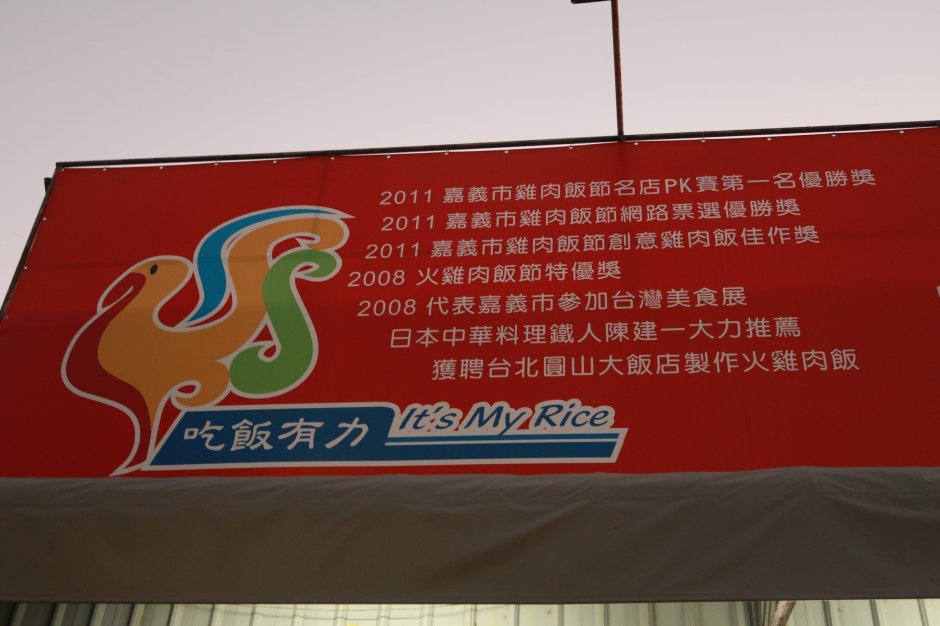 2011 嘉義市雞肉飯節名店PK賽第一名優勝獎
2011 嘉義市雞肉飯節網路票選優勝獎
2011 嘉義市雞肉飯節創意雞肉飯佳作獎
2008 火雞肉飯節特優獎
2008 代表嘉義市參加台灣美食展
日本中華料理鐵人陳建一大力推薦
獲聘台北圓山大飯店製作火雞肉飯
吃飯有力 It's My Rice